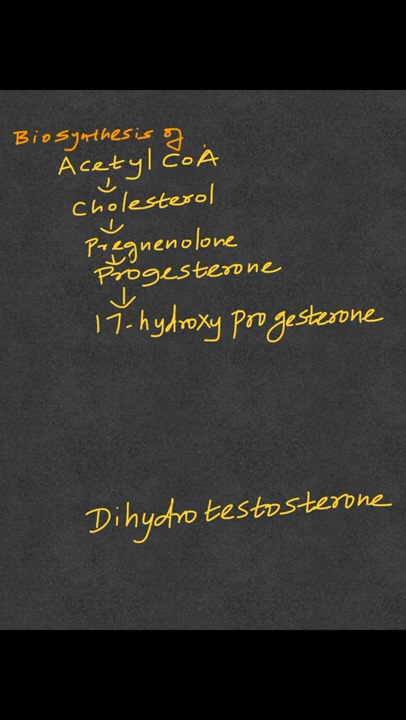 Biosynthesis of
Acetyl CoA
↓
Cholesterol
↓
Pregnenolone
↓
Progesterone
↓
17-hydroxy progesterone
Dihydrotestosterone